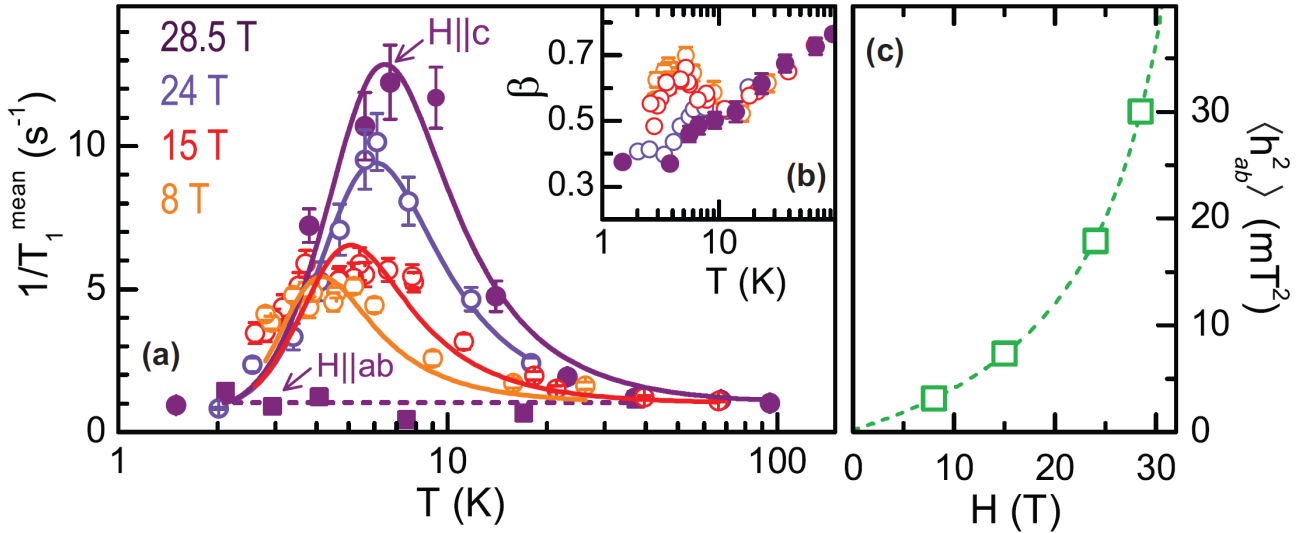 28.5 T
24 T
15 T
8 T
H||c
H||ab
(a)
10
5
0
1/T₁ᵐᵉᵃⁿ (s⁻¹)
1
10
100
T (K)
0.7
0.5
0.3
β
(b)
1
10
T (K)
(c)
30
20
10
0
⟨h²ab⟩ (mT²)
0
10
20
30
H (T)